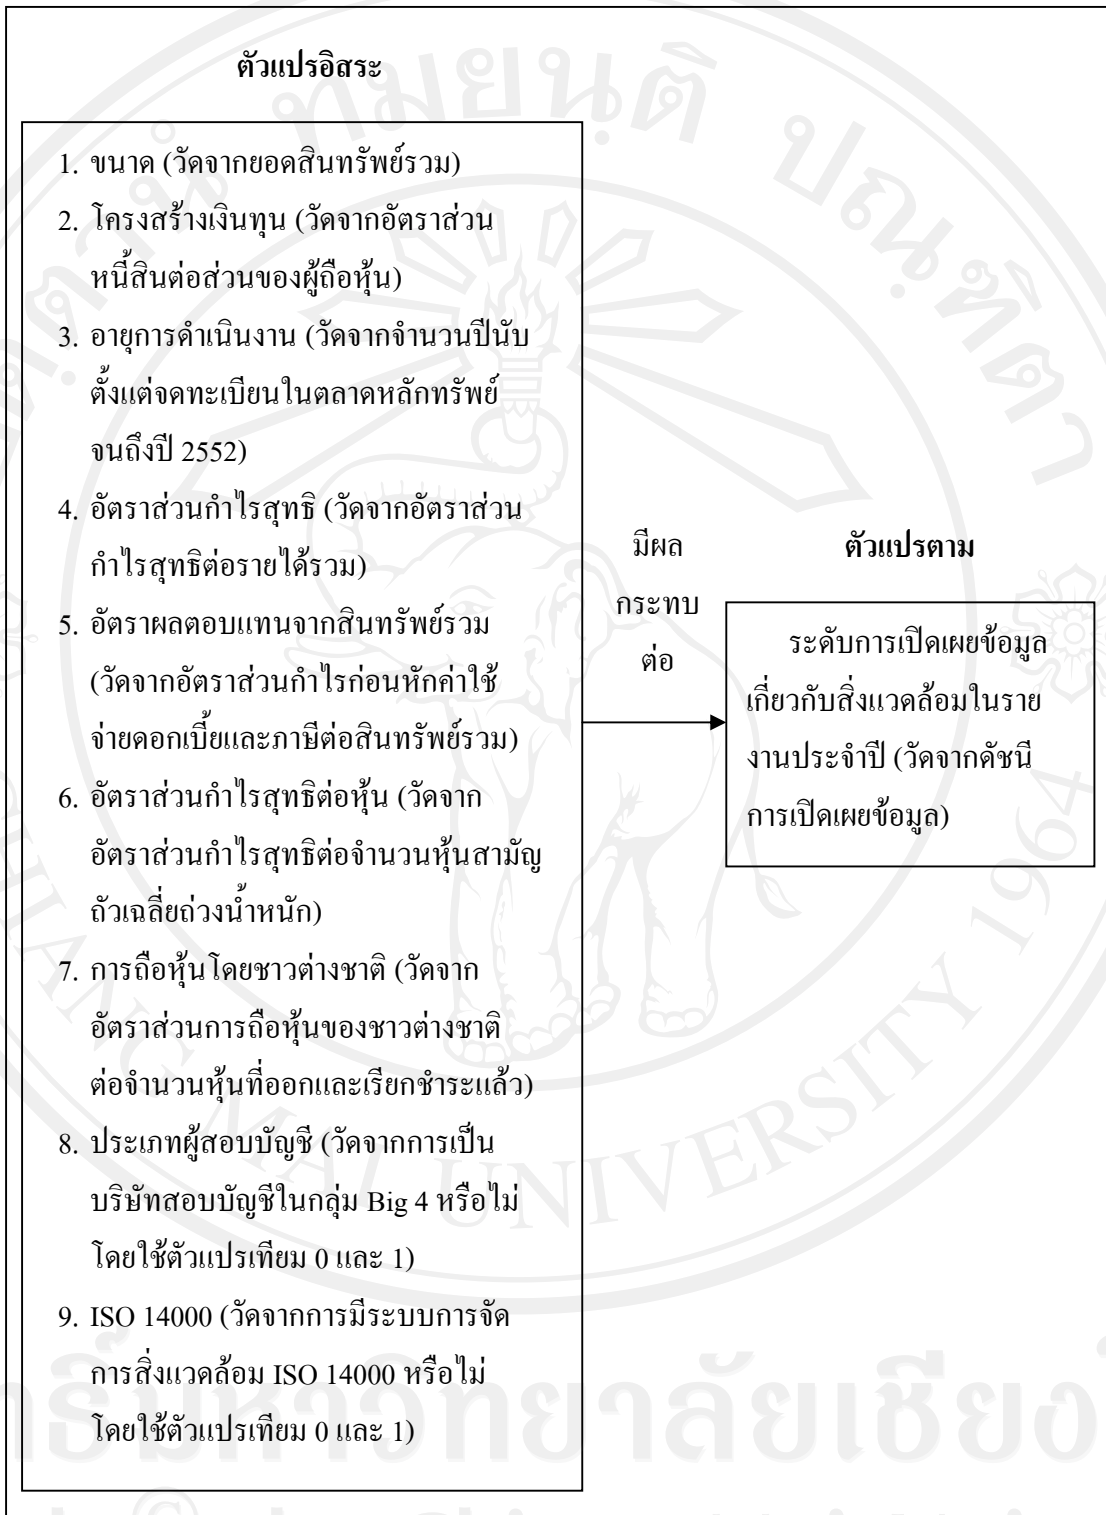 ตัวแปรอิสระ
1. ขนาด (วัดจากยอดสินทรัพย์รวม)
2. โครงสร้างเงินทุน (วัดจากอัตราส่วน
หนี้สินต่อส่วนของผู้ถือหุ้น)
3. อายุการดำเนินงาน (วัดจากจำนวนปีนับ
ตั้งแต่จดทะเบียนในตลาดหลักทรัพย์
จนถึงปี 2552)
4. อัตราส่วนกำไรสุทธิ (วัดจากอัตราส่วน
กำไรสุทธิต่อรายได้รวม)
5. อัตราผลตอบแทนจากสินทรัพย์รวม
(วัดจากอัตราส่วนกำไรก่อนหักค่าใช้
จ่ายดอกเบี้ยและภาษีต่อสินทรัพย์รวม)
6. อัตราส่วนกำไรสุทธิต่อหุ้น (วัดจาก
อัตราส่วนกำไรสุทธิต่อจำนวนหุ้นสามัญ
ถัวเฉลี่ยถ่วงน้ำหนัก)
7. การถือหุ้นโดยชาวต่างชาติ (วัดจาก
อัตราส่วนการถือหุ้นของชาวต่างชาติ
ต่อจำนวนหุ้นที่ออกและเรียกชำระแล้ว)
8. ประเภทผู้สอบบัญชี (วัดจากการเป็น
บริษัทสอบบัญชีในกลุ่ม Big 4 หรือไม่
โดยใช้ตัวแปรเทียม 0 และ 1)
9. ISO 14000 (วัดจากการมีระบบการจัด
การสิ่งแวดล้อม ISO 14000 หรือไม่
โดยใช้ตัวแปรเทียม 0 และ 1)
มีผล
กระทบ
ต่อ
ตัวแปรตาม
ระดับการเปิดเผยข้อมูล
เกี่ยวกับสิ่งแวดล้อมในราย
งานประจำปี (วัดจากดัชนี
การเปิดเผยข้อมูล)
CHIANG MAI UNIVERSITY 1964